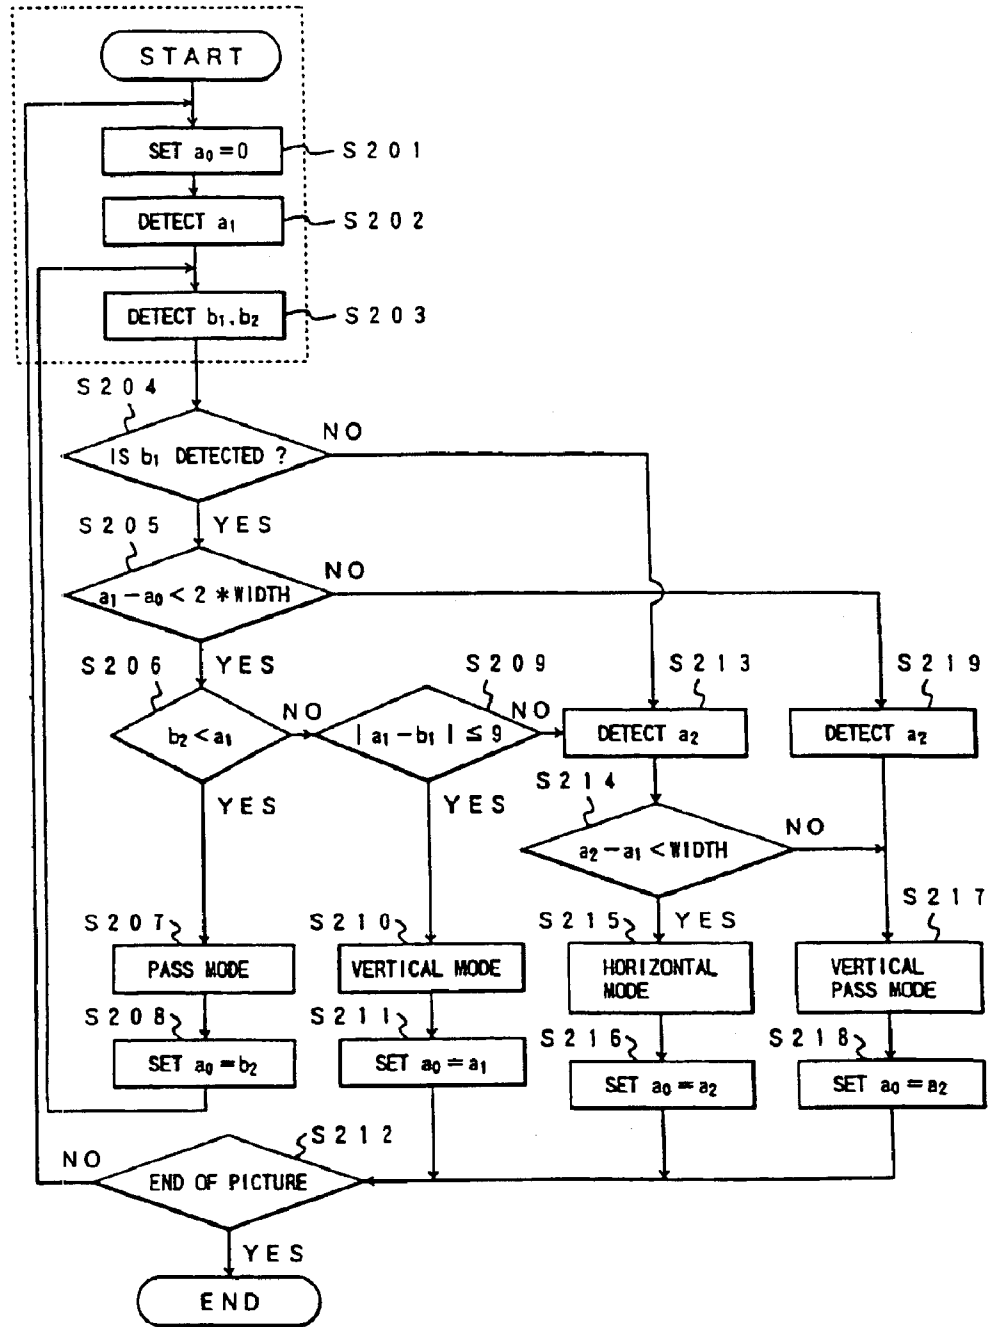 START
SET a₀=0
S201
DETECT a₁
S202
DETECT b₁.b₂
S203
S204
IS b₁ DETECTED ?
NO
YES
S205
a₁-a₀<2*WIDTH
NO
YES
S206
b₂<a₁
NO
YES
S209
|a₁-b₁|≤9
NO
YES
S213
DETECT a₂
S219
DETECT a₂
S214
a₂-a₁<WIDTH
NO
YES
S207
PASS MODE
S210
VERTICAL MODE
S215
HORIZONTAL
MODE
S217
VERTICAL
PASS MODE
S208
SET a₀=b₂
S211
SET a₀=a₁
S216
SET a₀=a₂
S218
SET a₀=a₂
S212
END OF PICTURE
NO
YES
END